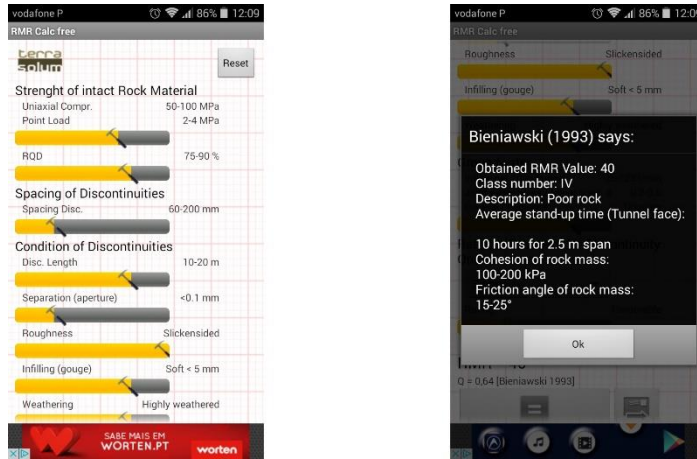 vodafone P
86% 12:09
RMR Calc free
terra
solum
Reset
Strenght of intact Rock Material
Uniaxial Compr. 50-100 MPa
Point Load 2-4 MPa
RQD 75-90 %
Spacing of Discontinuities
Spacing Disc. 60-200 mm
Condition of Discontinuities
Disc. Length 10-20 m
Separation (aperture) <0.1 mm
Roughness Slickensided
Infilling (gouge) Soft < 5 mm
Weathering Highly weathered
SABE MAIS EM
WORTEN.PT
worten
vodafone P
86% 12:09
RMR Calc free
Roughness Slickensided
Infilling (gouge) Soft < 5 mm
Bieniawski (1993) says:
Obtained RMR Value: 40
Class number: IV
Description: Poor rock
Average stand-up time (Tunnel face):
10 hours for 2.5 m span
Cohesion of rock mass:
100-200 kPa
Friction angle of rock mass:
15-25°
Ok
Q = 0,64 [Bieniawski 1993]
=